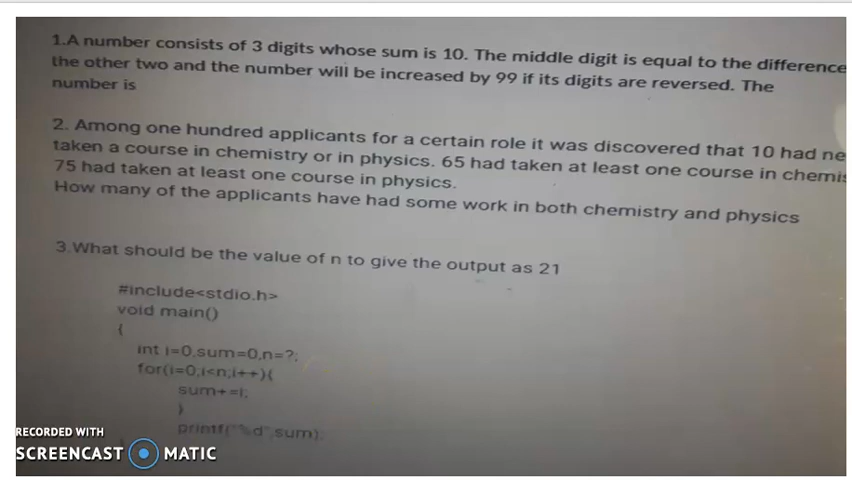 1.A number consists of 3 digits whose sum is 10. The middle digit is equal to the difference
the other two and the number will be increased by 99 if its digits are reversed. The
number is
2. Among one hundred applicants for a certain role it was discovered that 10 had
taken a course in chemistry or in physics. 65 had taken at least one course in
75 had taken at least one course in physics.
How many of the applicants have had some work in both chemistry and physics
3.What should be the value of n to give the output as 21
#include<stdio.h>
void main()
{
int i=0,sum=0,n=?;
for(i=0;i<n;i++){
sum+=i;
}
printf("%d",sum);
RECORDED WITH
SCREENCAST MATIC